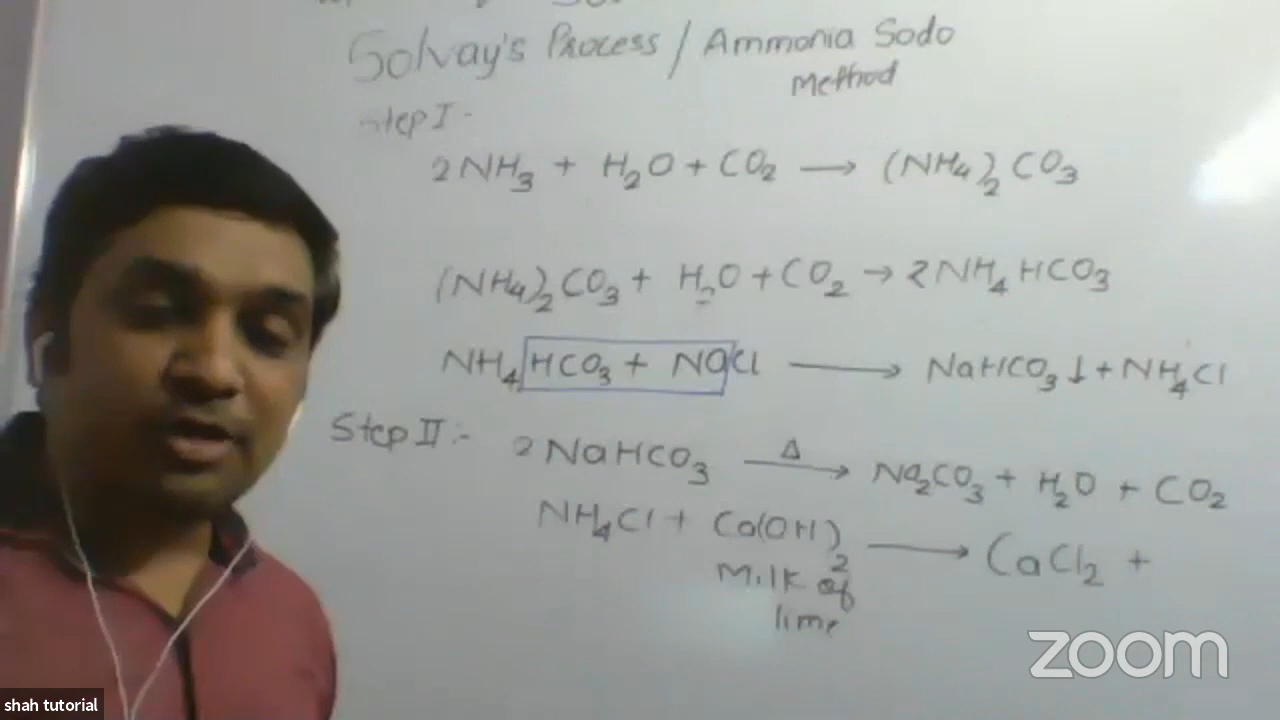 Solvay's Process / Ammonia Sodo
Method
Step I -
2NH₃ + H₂O + CO₂ → (NH₄)₂CO₃
(NH₄)₂CO₃ + H₂O + CO₂ → 2NH₄HCO₃
NH₄HCO₃ + NaCl → NaHCO₃↓ + NH₄Cl
Step II :- 2NaHCO₃ →Δ Na₂CO₃ + H₂O + CO₂
NH₄Cl + Ca(OH)₂ → CaCl₂ +
Milk of
lime
zoom
shah tutorial